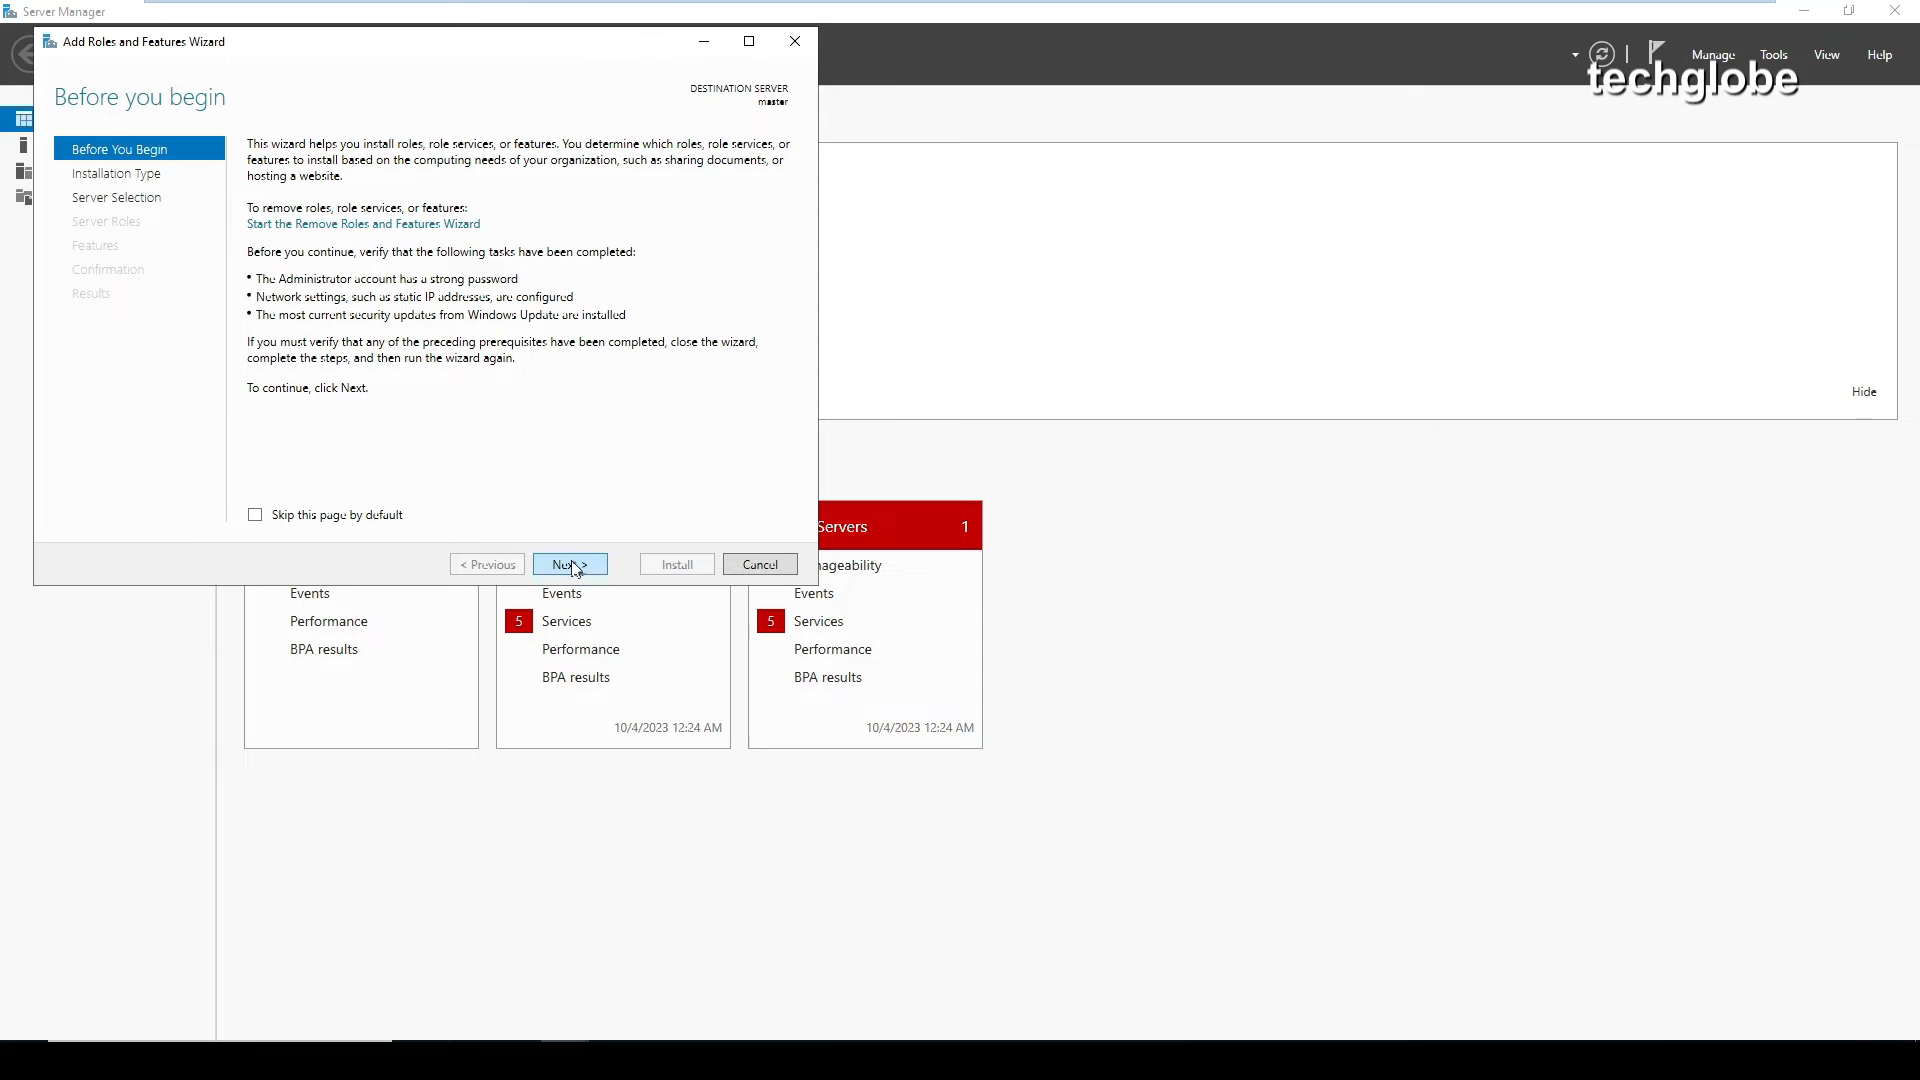 Server Manager
Add Roles and Features Wizard
Manage
Tools
View
Help
techglobe
Before you begin
DESTINATION SERVER
master
Before You Begin
Installation Type
Server Selection
Server Roles
Features
Confirmation
Results
This wizard helps you install roles, role services, or features. You determine which roles, role services, or
features to install based on the computing needs of your organization, such as sharing documents, or
hosting a website.
To remove roles, role services, or features:
Start the Remove Roles and Features Wizard
Before you continue, verify that the following tasks have been completed:
• The Administrator account has a strong password
• Network settings, such as static IP addresses, are configured
• The most current security updates from Windows Update are installed
If you must verify that any of the preceding prerequisites have been completed, close the wizard,
complete the steps, and then run the wizard again.
To continue, click Next.
Skip this page by default
< Previous
Next >
Install
Cancel
Hide
Servers 1
Events
Performance
BPA results
Events
5 Services
Performance
BPA results
10/4/2023 12:24 AM
Events
5 Services
Performance
BPA results
10/4/2023 12:24 AM